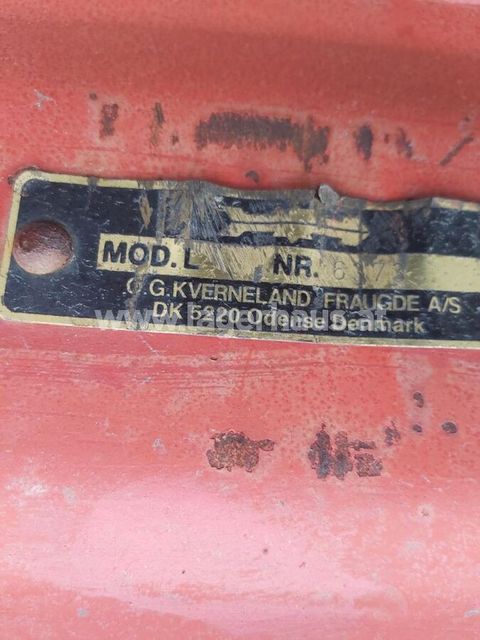 MOD. L NR.
G.KVERNELAND FRAUGDE A/S
DK 5220 Odense Denmark